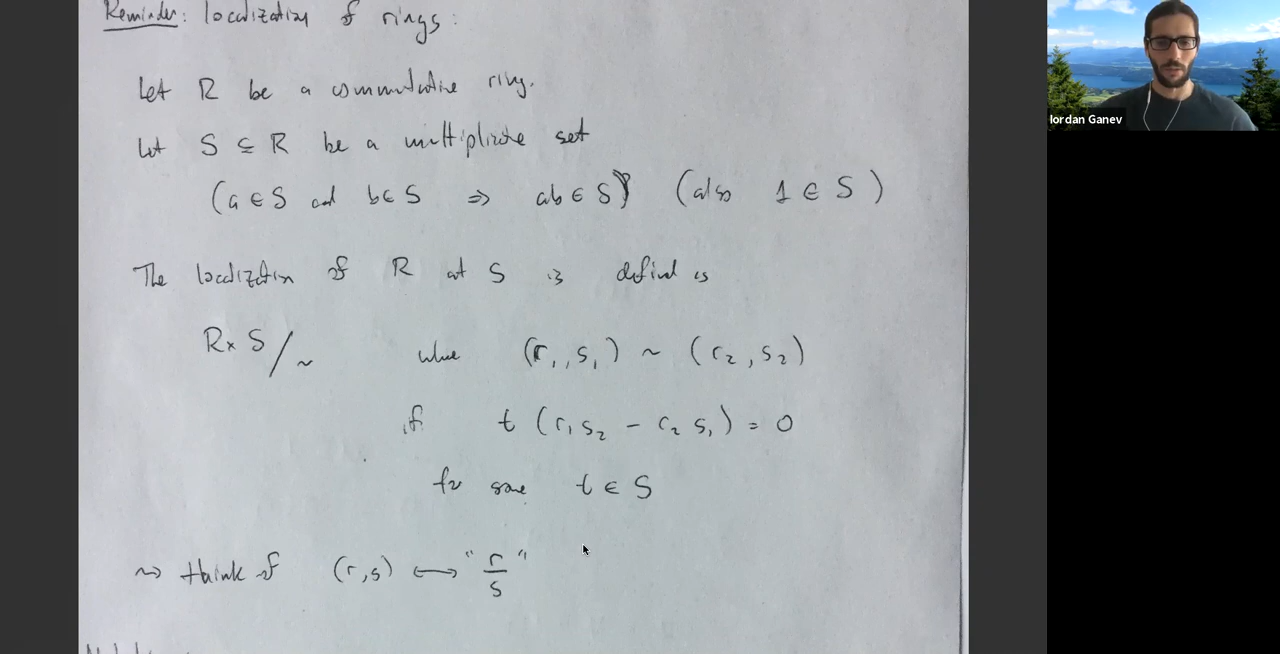 Reminder: localization of rings:
Iordan Ganev
Let R be a commutative ring.
Let S ⊆ R be a multiplicative set
(a ∈ S and b ∈ S ⇒ ab ∈ S) (also 1 ∈ S)
The localization of R at S is defined as
R × S / ~ where (r₁, s₁) ~ (r₂, s₂)
if t (r₁ s₂ - r₂ s₁) = 0
for some t ∈ S
⇝ think of (r, s) ⟷ "r/s"